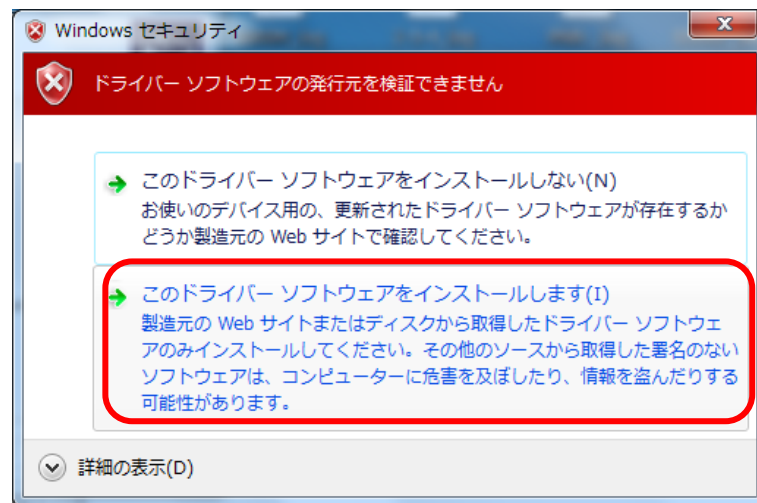 Windows セキュリティ
ドライバー ソフトウェアの発行元を検証できません
このドライバー ソフトウェアをインストールしない(N)
お使いのデバイス用の、更新されたドライバー ソフトウェアが存在するか
どうか製造元の Web サイトで確認してください。
このドライバー ソフトウェアをインストールします(I)
製造元の Web サイトまたはディスクから取得したドライバー ソフトウェ
アのみインストールしてください。その他のソースから取得した署名のない
ソフトウェアは、コンピューターに危害を及ぼしたり、情報を盗んだりする
可能性があります。
詳細の表示(D)